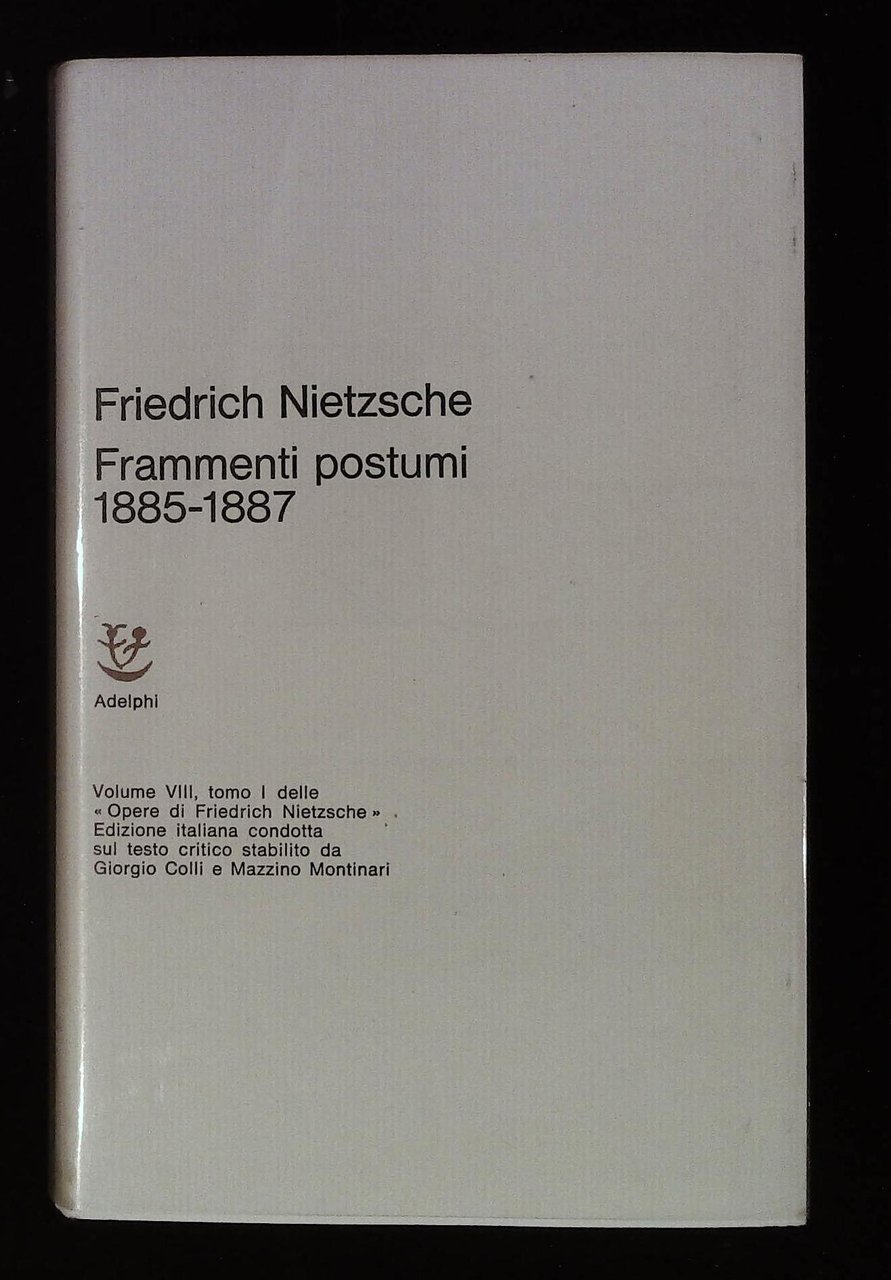 Friedrich Nietzsche
Frammenti postumi
1885-1887
Adelphi
Volume VIII, tomo I delle
« Opere di Friedrich Nietzsche »
Edizione italiana condotta
sul testo critico stabilito da
Giorgio Colli e Mazzino Montinari